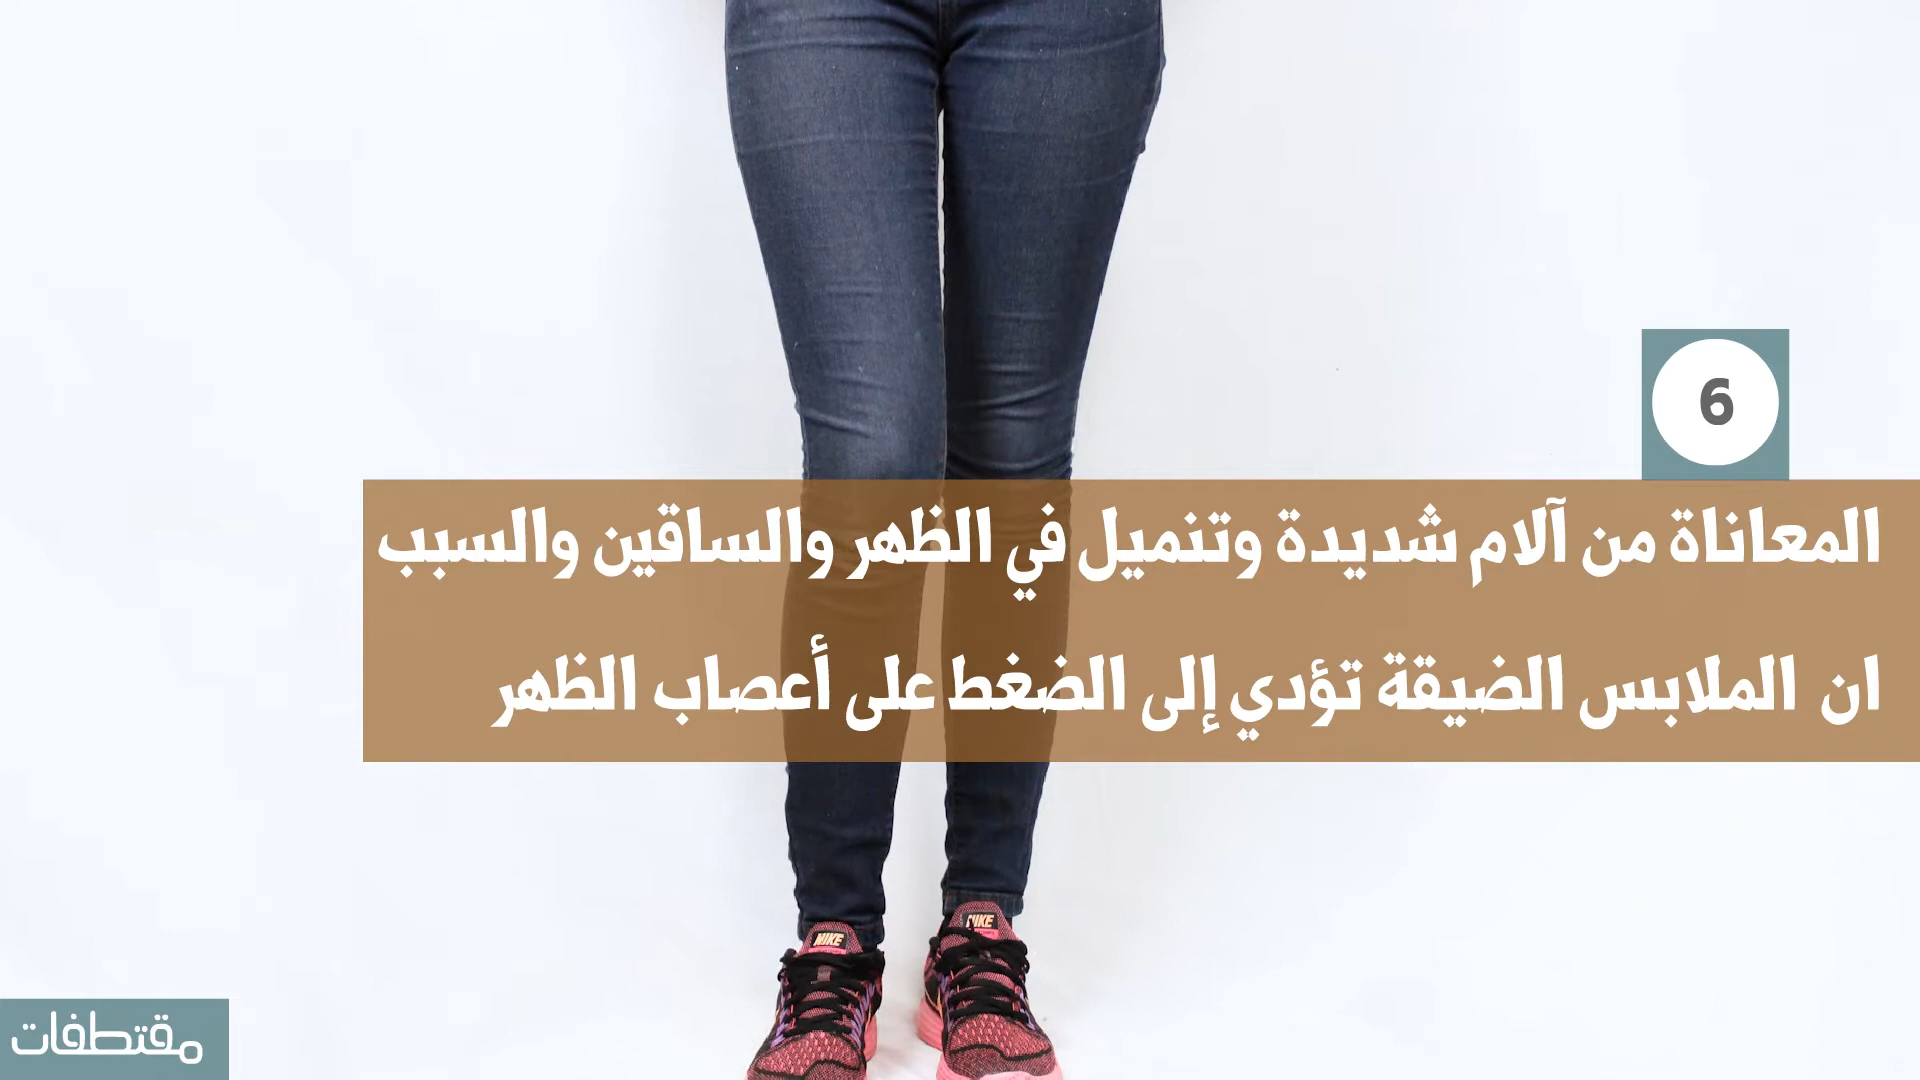 6
المعاناة من آلام شديدة وتنميل في الظهر والساقين والسبب
ان الملابس الضيقة تؤدي إلى الضغط على أعصاب الظهر
NIKE
NIKE
مقتطفات